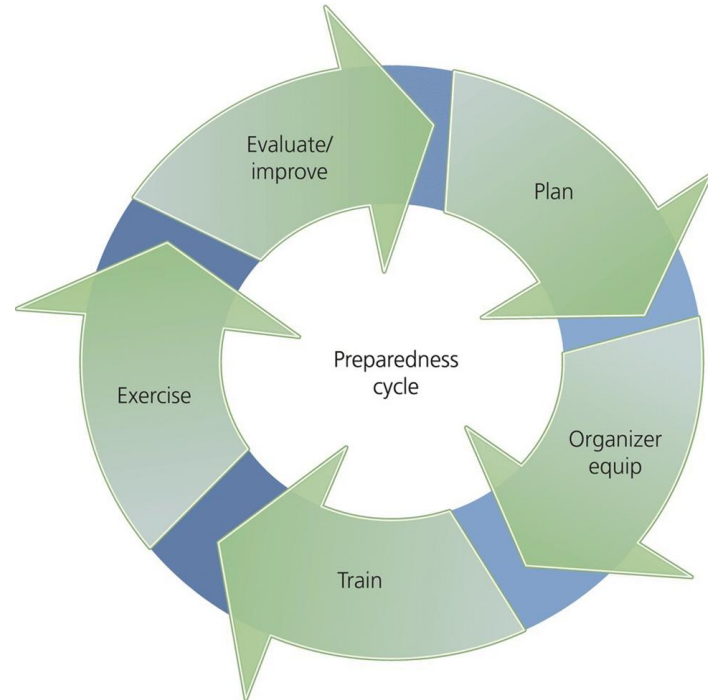 Evaluate/
improve
Plan
Organizer
equip
Train
Exercise
Preparedness
cycle